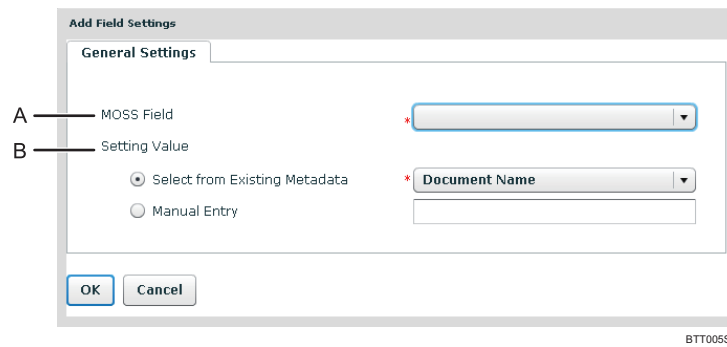 Add Field Settings
General Settings
A MOSS Field *
B Setting Value
Select from Existing Metadata * Document Name
Manual Entry
OK Cancel